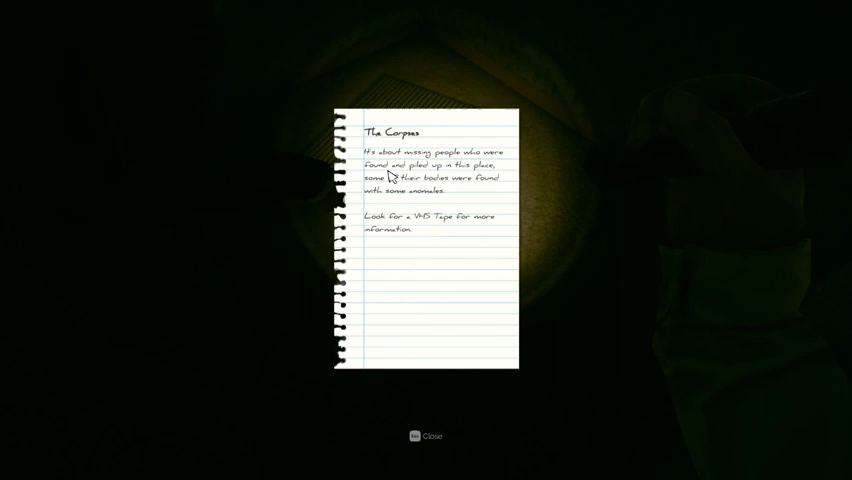 The Corpses
It's about missing people who were
found and piled up in this place,
some their bodies were found
with some anomales.
Look for a VHS Tape for more
information.
Close